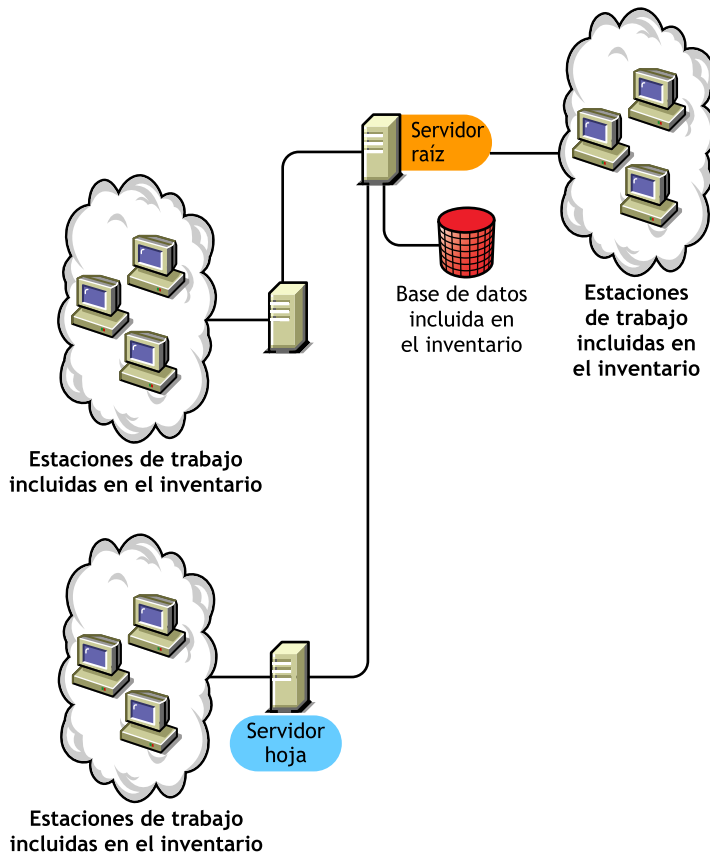 Servidor
raíz
Base de datos
incluida en
el inventario
Estaciones
de trabajo
incluidas en
el inventario
Estaciones de trabajo
incluidas en el inventario
Servidor
hoja
Estaciones de trabajo
incluidas en el inventario